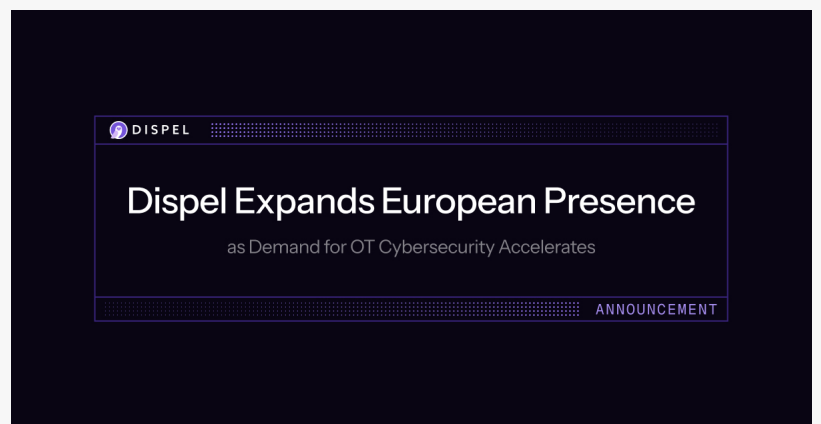 DISPEL
Dispel Expands European Presence
as Demand for OT Cybersecurity Accelerates
ANNOUNCEMENT